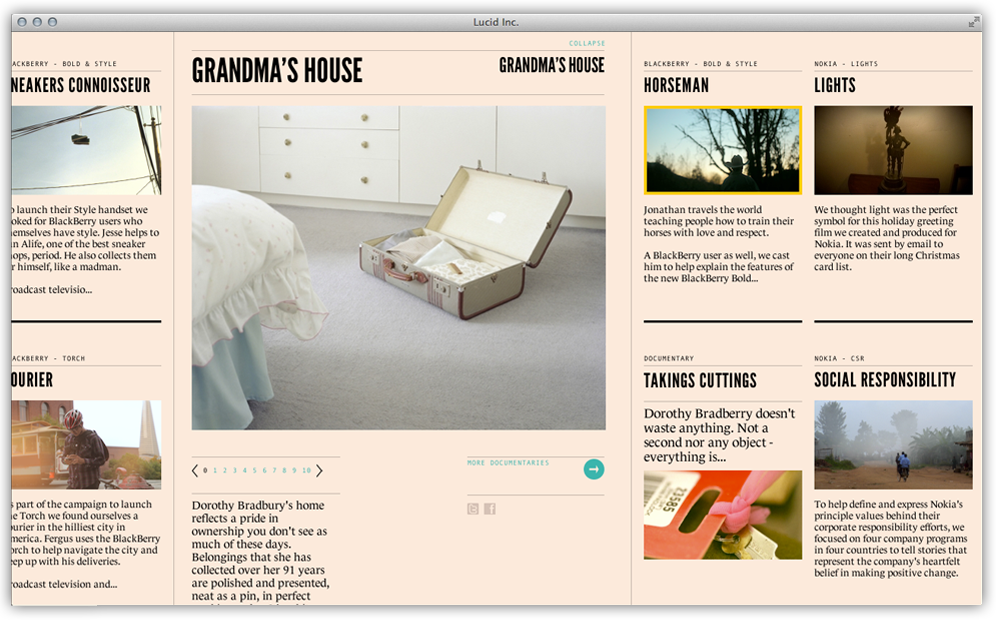 Lucid Inc.
ACKBERRY - BOLD & STYLE
NEAKERS CONNOISSEUR
o launch their Style handset we
oked for BlackBerry users who
emselves have style. Jesse helps to
n Alife, one of the best sneaker
ops, period. He also collects them
r himself, like a madman.
roadcast televisio...
ACKBERRY - TORCH
OURIER
s part of the campaign to launch
e Torch we found ourselves a
ourier in the hilliest city in
merica. Fergus uses the BlackBerry
orch to help navigate the city and
eep up with his deliveries.
roadcast television and...
COLLAPSE
GRANDMA'S HOUSE
GRANDMA'S HOUSE
0 1 2 3 4 5 6 7 8 9 10
MORE DOCUMENTARIES
Dorothy Bradbury's home
reflects a pride in
ownership you don't see as
much of these days.
Belongings that she has
collected over her 91 years
are polished and presented,
neat as a pin, in perfect
BLACKBERRY - BOLD & STYLE
HORSEMAN
Jonathan travels the world
teaching people how to train their
horses with love and respect.
A BlackBerry user as well, we cast
him to help explain the features of
the new BlackBerry Bold...
NOKIA - LIGHTS
LIGHTS
We thought light was the perfect
symbol for this holiday greeting
film we created and produced for
Nokia. It was sent by email to
everyone on their long Christmas
card list.
DOCUMENTARY
TAKINGS CUTTINGS
Dorothy Bradberry doesn't
waste anything. Not a
second nor any object -
everything is...
23585
NOKIA - CSR
SOCIAL RESPONSIBILITY
To help define and express Nokia's
principle values behind their
corporate responsibility efforts, we
focused on four company programs
in four countries to tell stories that
represent the company's heartfelt
belief in making positive change.